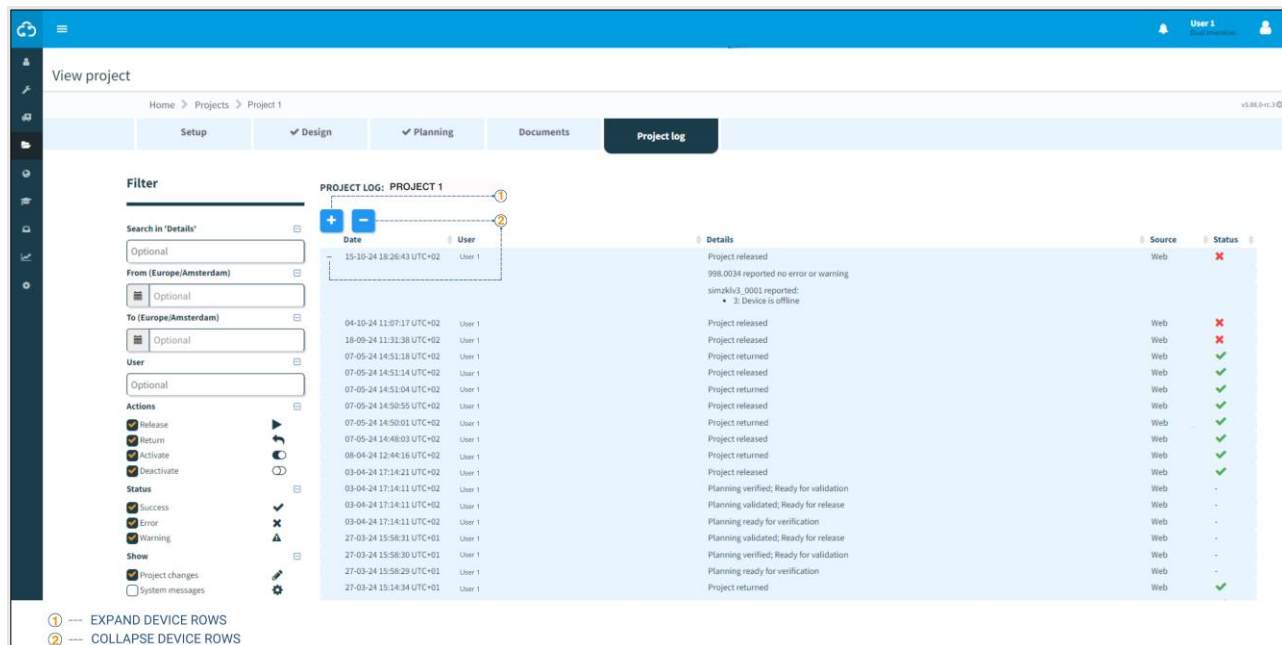 User 1
View project
Home Projects Project 1
v5.88.0-rc.3
Setup Design Planning Documents Project log
Filter
Search in 'Details'
Optional
From (Europe/Amsterdam)
Optional
To (Europe/Amsterdam)
Optional
User
Optional
Actions
Release
Return
Activate
Deactivate
Status
Success
Error
Warning
Show
Project changes
System messages
PROJECT LOG: PROJECT 1
1
2
Date User Details Source Status
15-10-24 18:26:43 UTC+02 User 1 Project released Web
998.0034 reported no error or warning
simzklv3_0001 reported:
• 3: Device is offline
04-10-24 11:07:17 UTC+02 User 1 Project released Web
18-09-24 11:31:38 UTC+02 User 1 Project released Web
07-05-24 14:51:18 UTC+02 User 1 Project returned Web
07-05-24 14:51:14 UTC+02 User 1 Project released Web
07-05-24 14:51:04 UTC+02 User 1 Project returned Web
07-05-24 14:50:55 UTC+02 User 1 Project released Web
07-05-24 14:50:01 UTC+02 User 1 Project returned Web
07-05-24 14:48:03 UTC+02 User 1 Project released Web
08-04-24 12:44:16 UTC+02 User 1 Project returned Web
03-04-24 17:14:21 UTC+02 User 1 Project released Web
03-04-24 17:14:11 UTC+02 User 1 Planning verified; Ready for validation Web -
03-04-24 17:14:11 UTC+02 User 1 Planning validated; Ready for release Web -
03-04-24 17:14:11 UTC+02 User 1 Planning ready for verification Web -
27-03-24 15:58:31 UTC+01 User 1 Planning validated; Ready for release Web -
27-03-24 15:58:30 UTC+01 User 1 Planning verified; Ready for validation Web -
27-03-24 15:58:29 UTC+01 User 1 Planning ready for verification Web -
27-03-24 15:14:34 UTC+01 User 1 Project returned Web
1 --- EXPAND DEVICE ROWS
2 --- COLLAPSE DEVICE ROWS